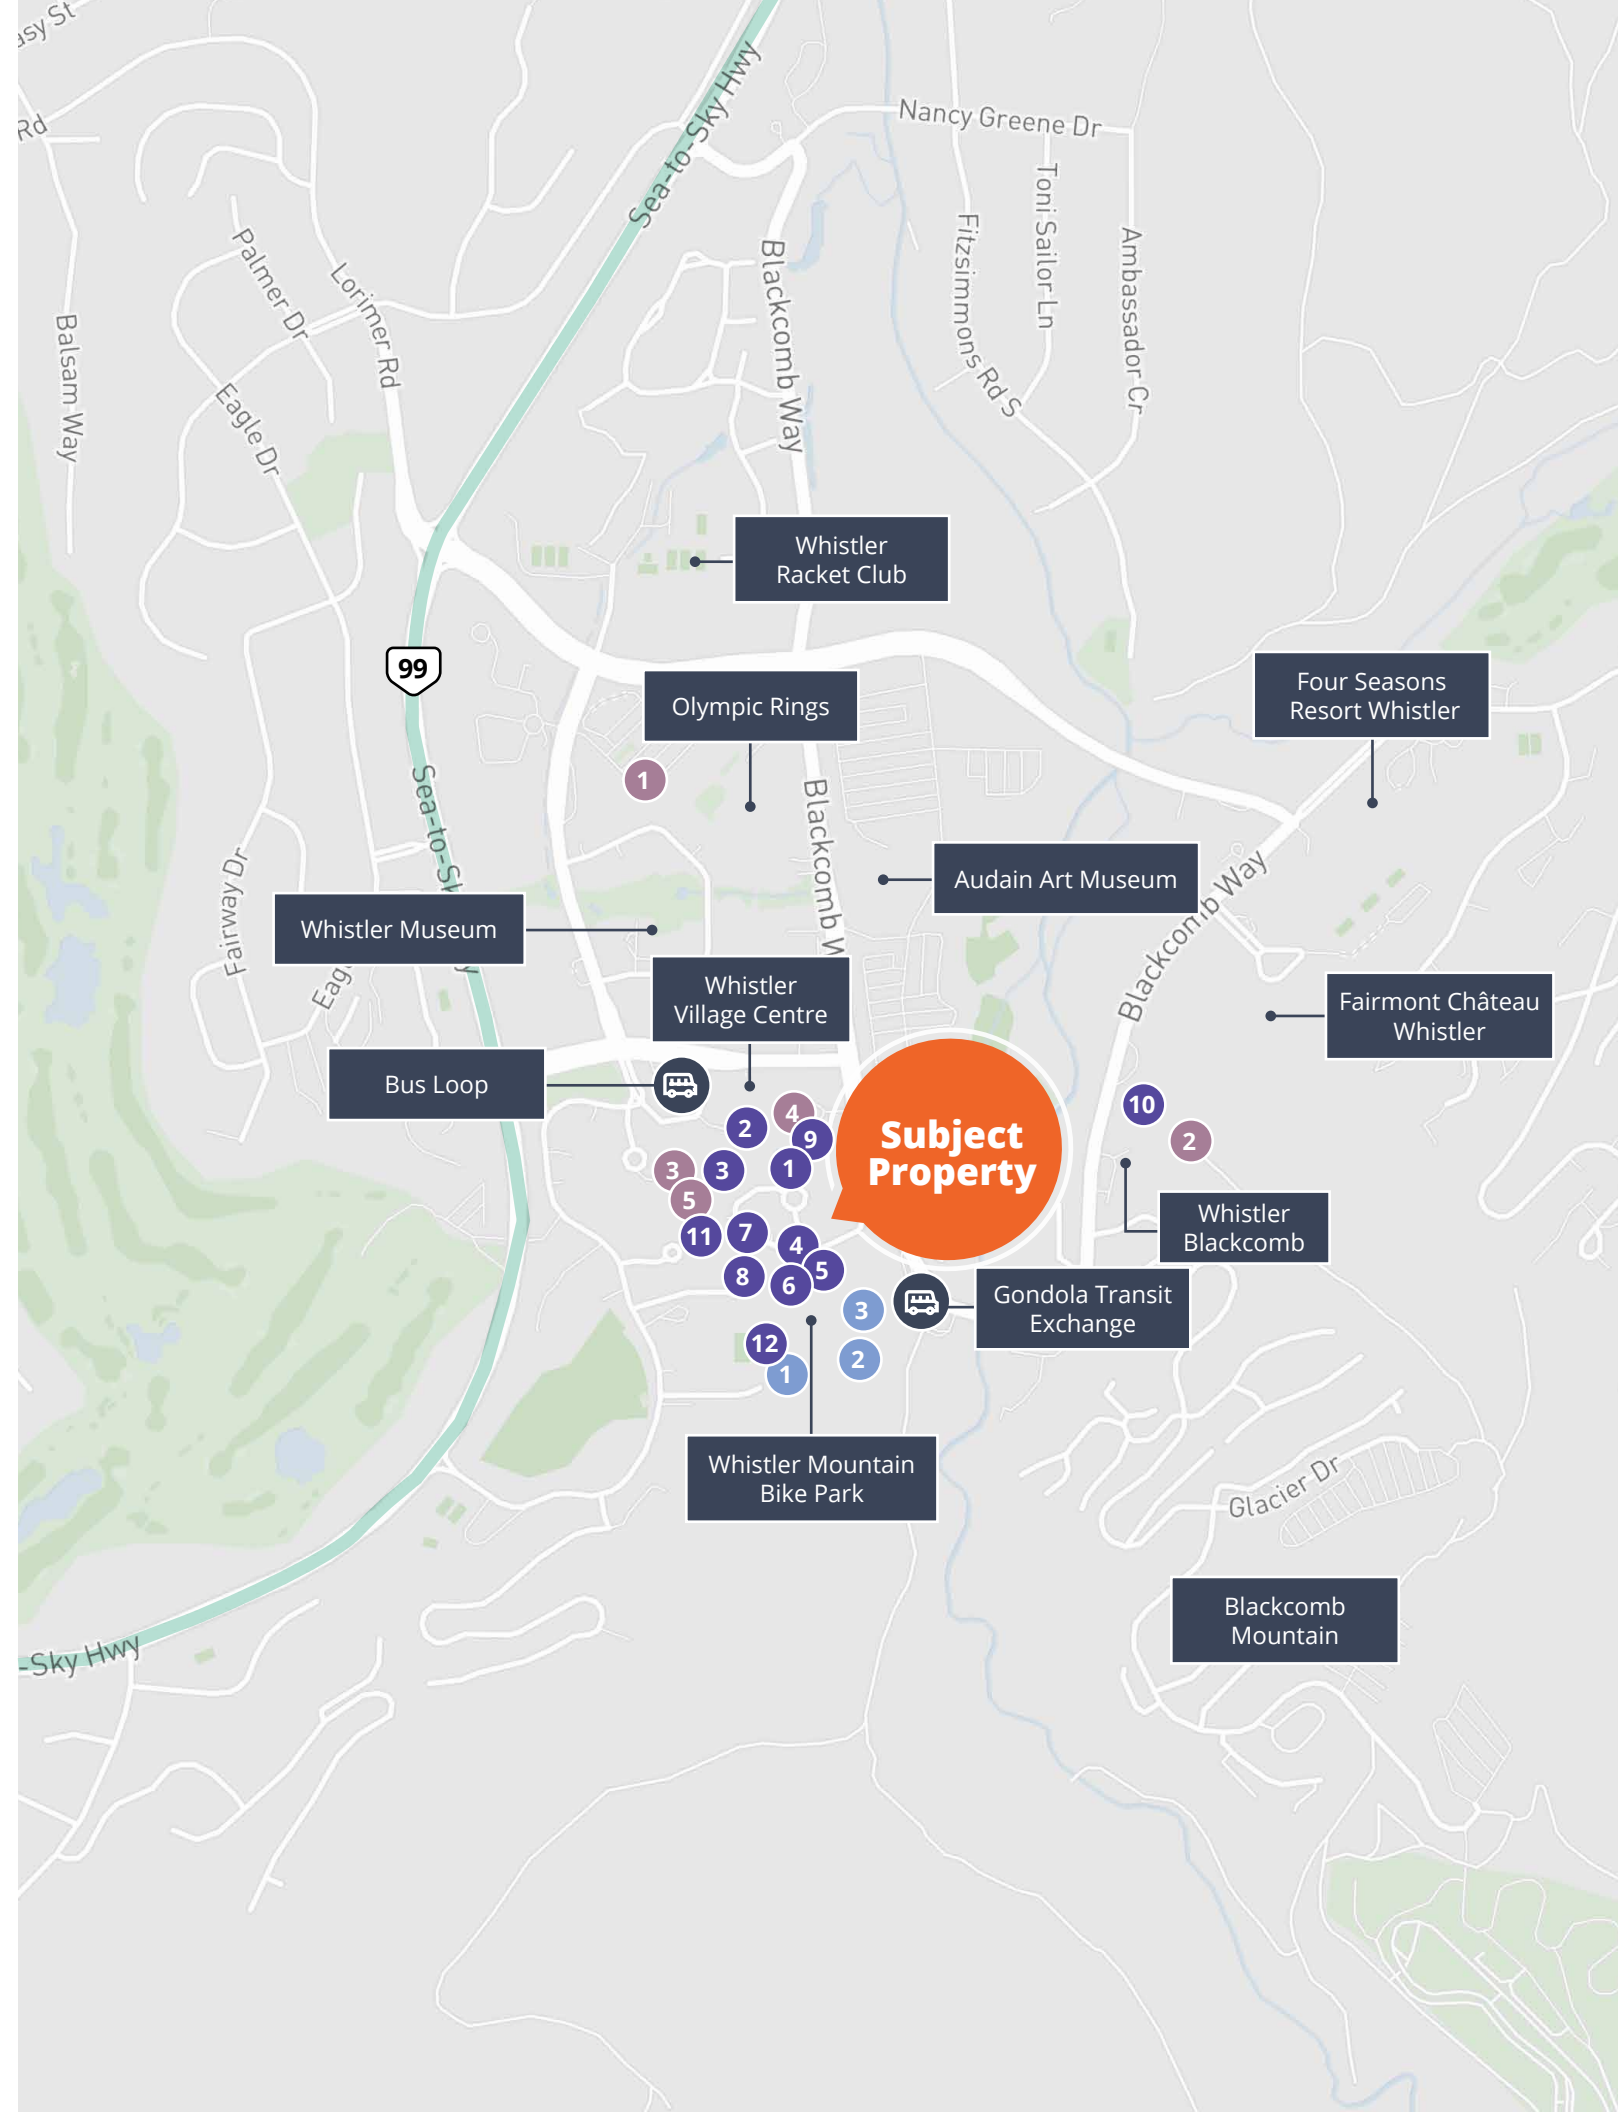 asy St
Rd
Sea-to-Sky Hwy
Nancy Greene Dr
Toni Sailor Ln
Fitzsimmons Rd S
Ambassador Cr
Palmer Dr
Lorimer Rd
Blackcomb Way
Balsam Way
Eagle Dr
Whistler
Racket Club
99
Olympic Rings
Four Seasons
Resort Whistler
1
Sea-to-Sk
y
Blackcomb W
Fairway Dr
Audain Art Museum
Blackcomb Way
Whistler Museum
Eag
Whistler
Village Centre
Fairmont Château
Whistler
Bus Loop
Subject
Property
10
2
4
2
9
3
3
1
5
11
7
4
8
6
5
Whistler
Blackcomb
Gondola Transit
Exchange
3
12
1
2
Whistler Mountain
Bike Park
Glacier Dr
Blackcomb
Mountain
-Sky Hwy